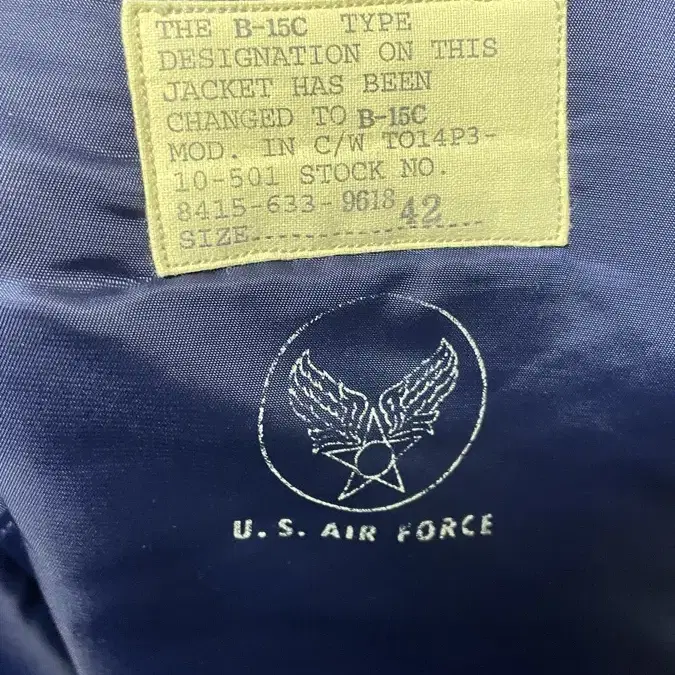 THE B-15C TYPE
DESIGNATION ON THIS
JACKET HAS BEEN
CHANGED TO B-15C
MOD. IN C/W TO14P3-
10-501 STOCK NO.
8415-633-9618 42
SIZE------------------
U.S. AIR FORCE